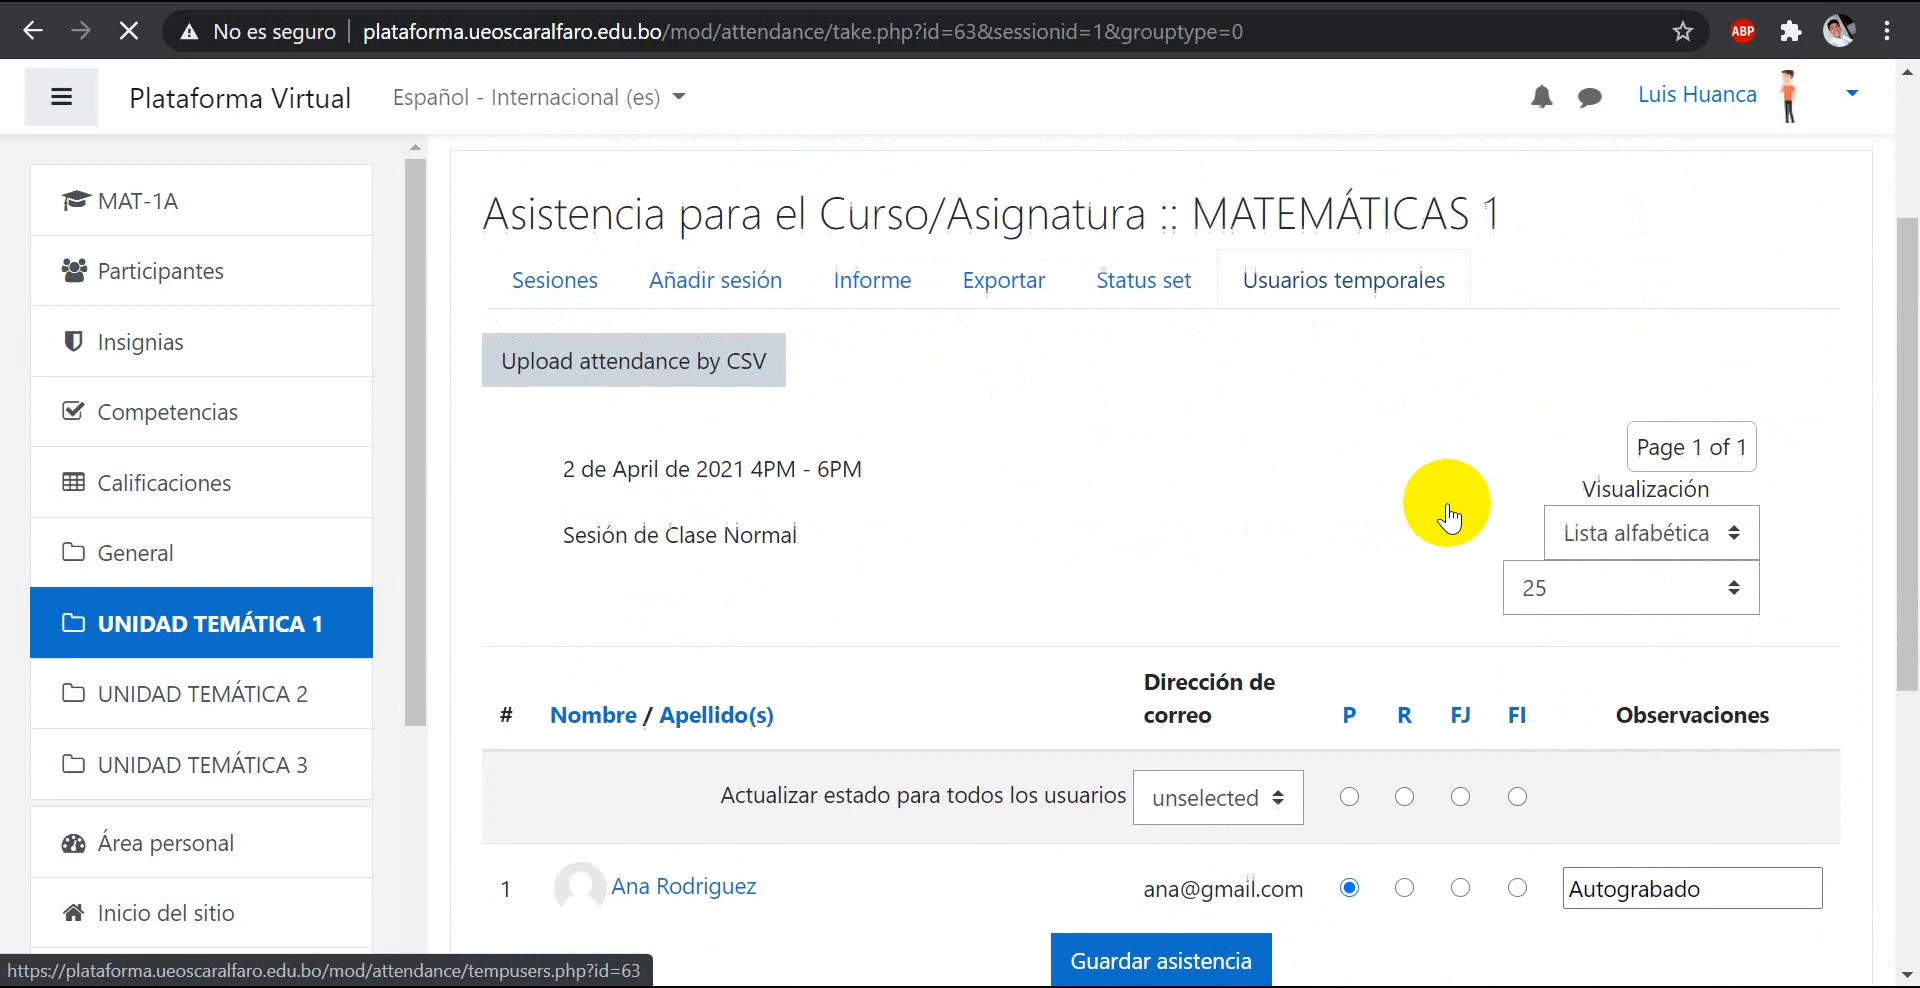 No es seguro
plataforma.ueoscaralfaro.edu.bo/mod/attendance/take.php?id=63&sessionid=1&grouptype=0
ABP
Plataforma Virtual
Español - Internacional (es)
Luis Huanca
MAT-1A
Participantes
Insignias
Competencias
Calificaciones
General
UNIDAD TEMÁTICA 1
UNIDAD TEMÁTICA 2
UNIDAD TEMÁTICA 3
Área personal
Inicio del sitio
Asistencia para el Curso/Asignatura :: MATEMÁTICAS 1
Sesiones Añadir sesión Informe Exportar Status set Usuarios temporales
Upload attendance by CSV
2 de April de 2021 4PM - 6PM
Sesión de Clase Normal
Page 1 of 1
Visualización
Lista alfabética
25
# Nombre / Apellido(s) Dirección de
correo P R FJ FI Observaciones
Actualizar estado para todos los usuarios unselected
1 Ana Rodriguez ana@gmail.com Autograbado
Guardar asistencia
https://plataforma.ueoscaralfaro.edu.bo/mod/attendance/tempusers.php?id=63